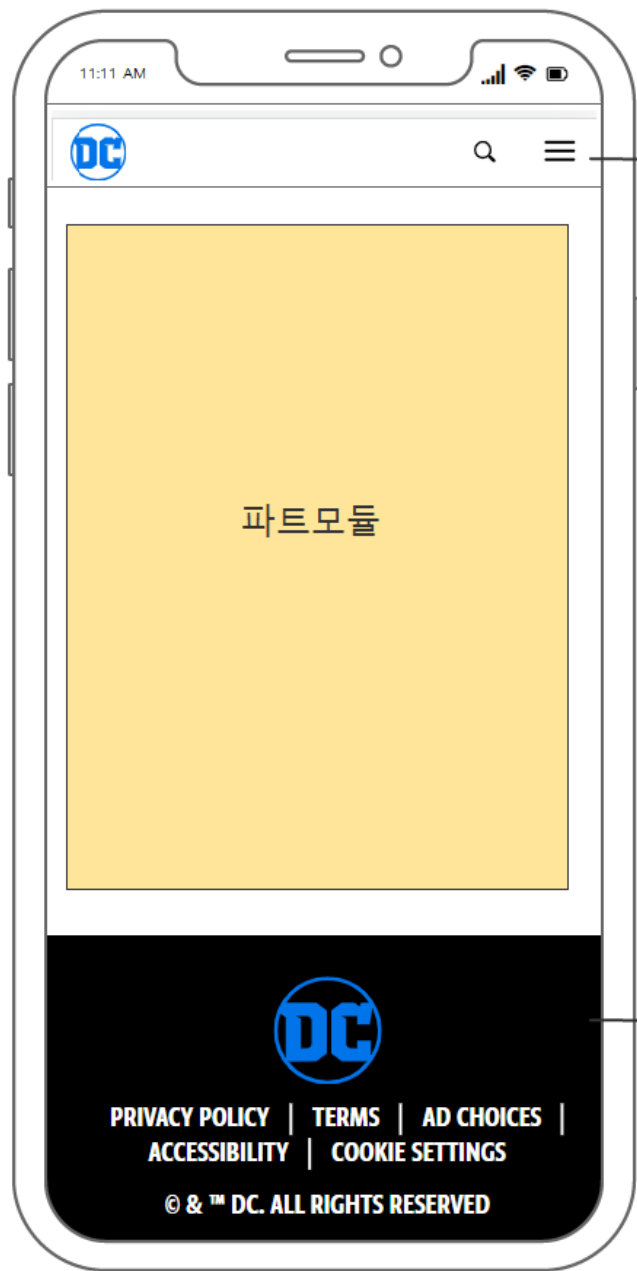 11:11 AM
DC
파트모듈
DC
PRIVACY POLICY | TERMS | AD CHOICES |
ACCESSIBILITY | COOKIE SETTINGS
© & ™ DC. ALL RIGHTS RESERVED